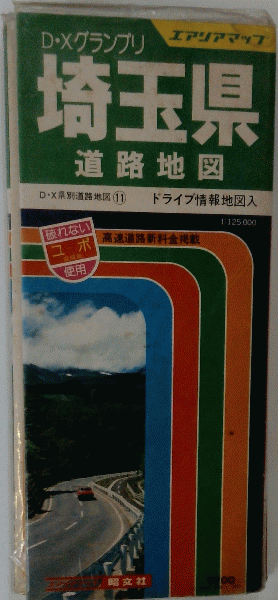 D・Xグランプリ
エアリアマップ
埼玉県
道路地図
D・X県別道路地図⑪
ドライブ情報地図入
1:125,000
破れない
ユポ
使用
高速道路新料金掲載
昭文社